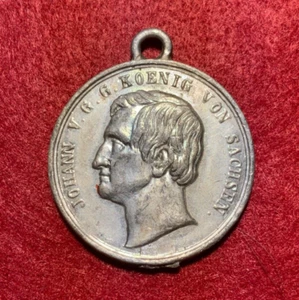 JOHANN V. G. G. KOENIG VON SACHSEN.